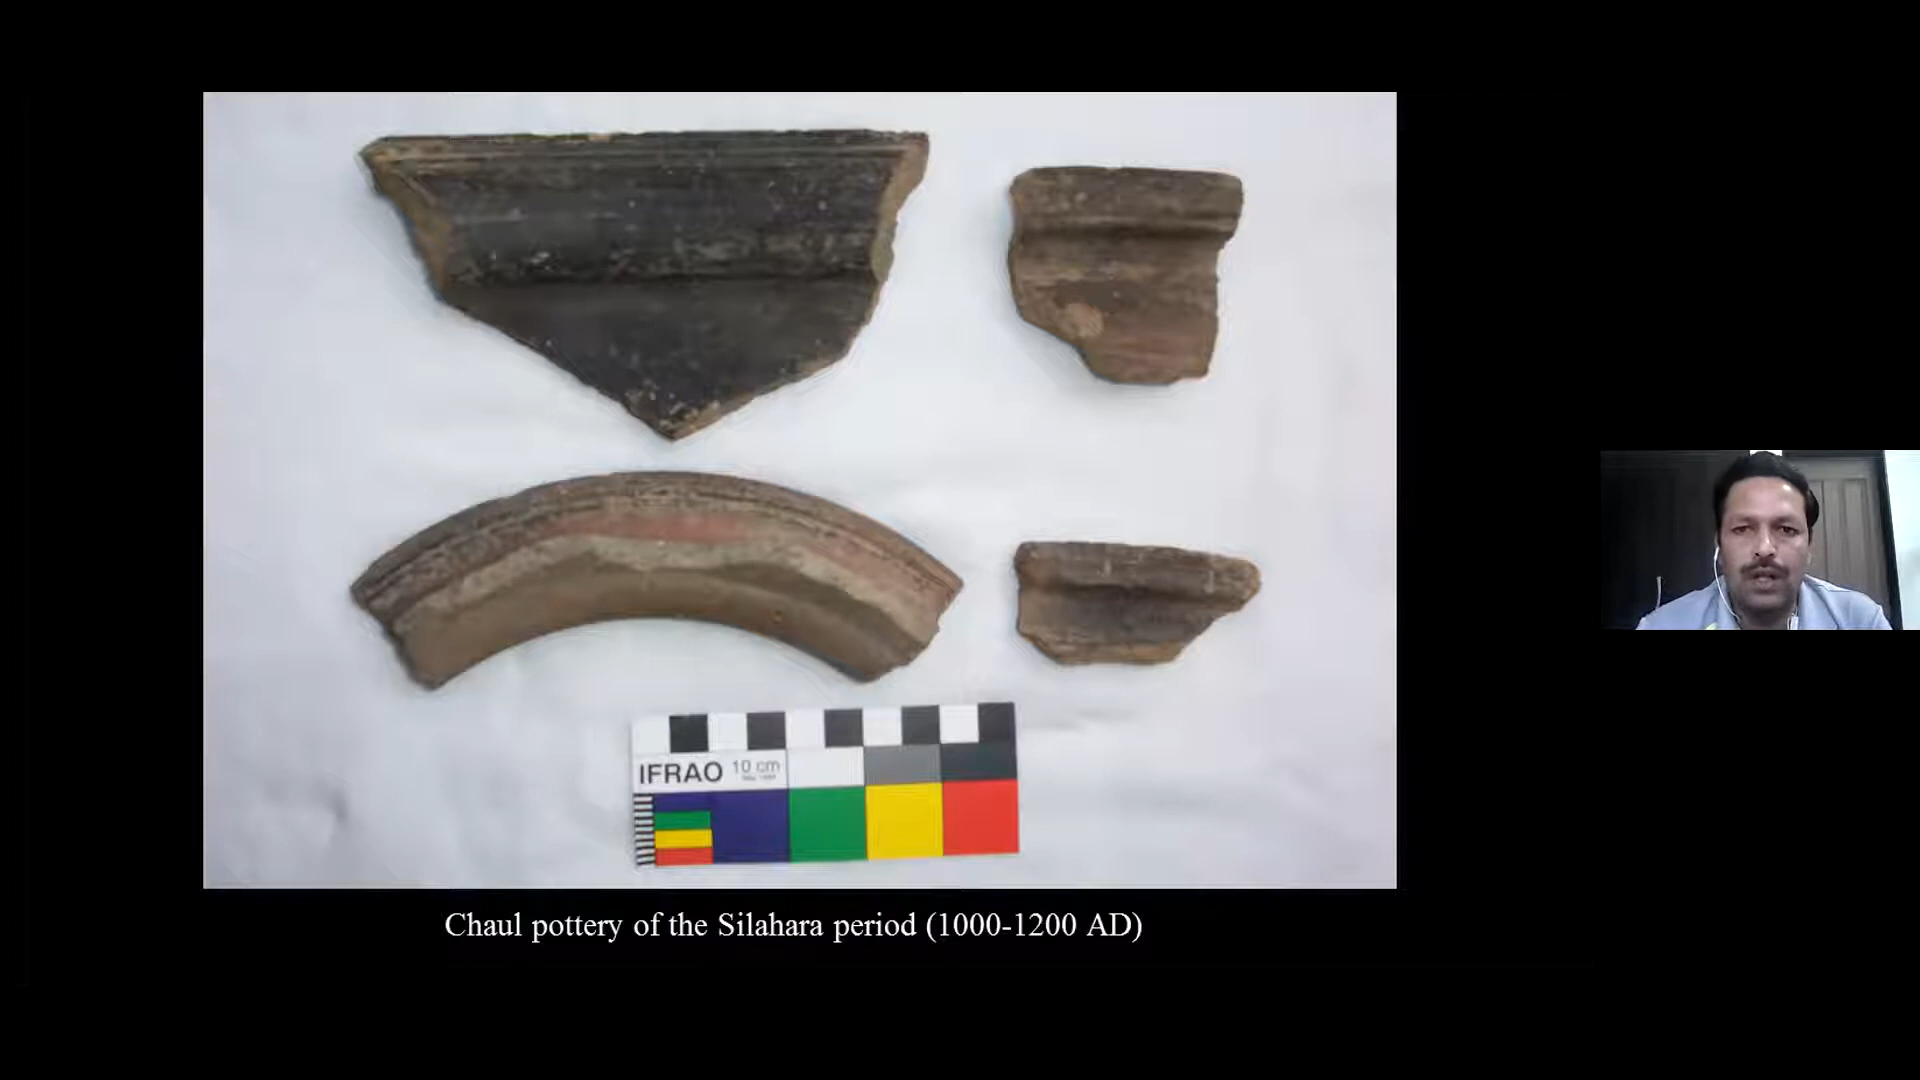 IFRAO 10 cm
Chaul pottery of the Silahara period (1000-1200 AD)